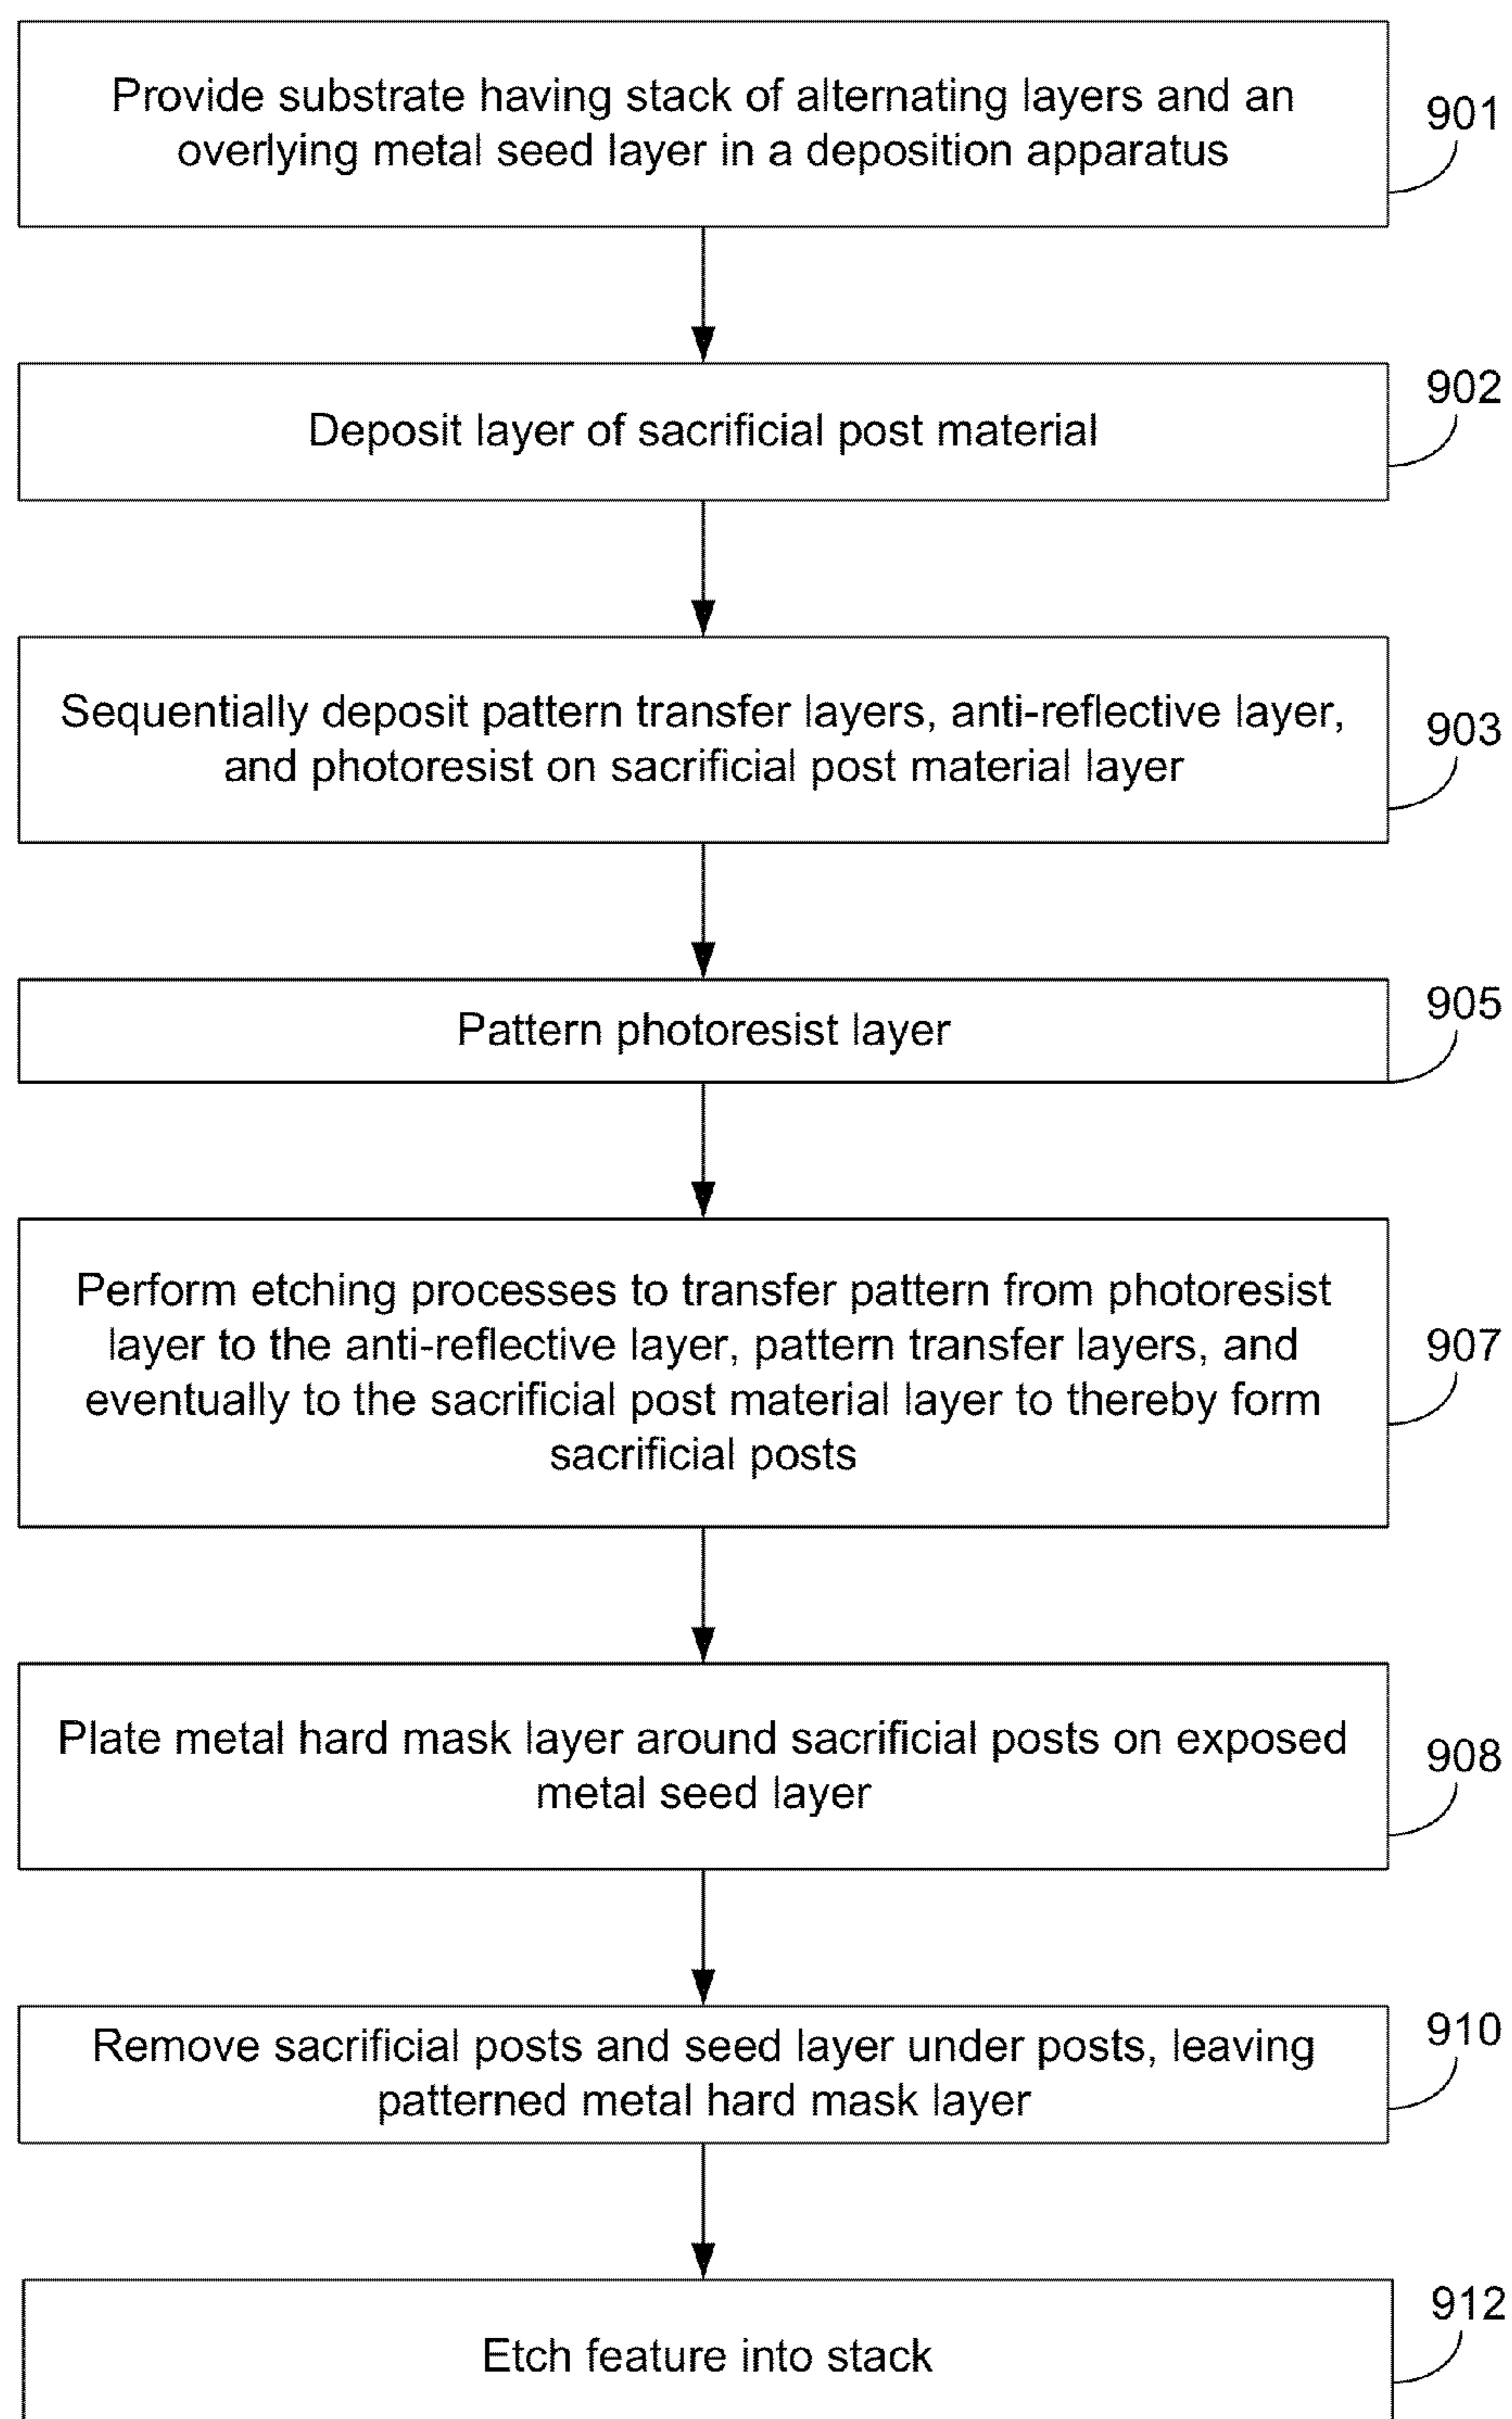 Provide substrate having stack of alternating layers and an
overlying metal seed layer in a deposition apparatus
901
Deposit layer of sacrificial post material
902
Sequentially deposit pattern transfer layers, anti-reflective layer,
and photoresist on sacrificial post material layer
903
Pattern photoresist layer
905
Perform etching processes to transfer pattern from photoresist
layer to the anti-reflective layer, pattern transfer layers, and
eventually to the sacrificial post material layer to thereby form
sacrificial posts
907
Plate metal hard mask layer around sacrificial posts on exposed
metal seed layer
908
Remove sacrificial posts and seed layer under posts, leaving
patterned metal hard mask layer
910
Etch feature into stack
912